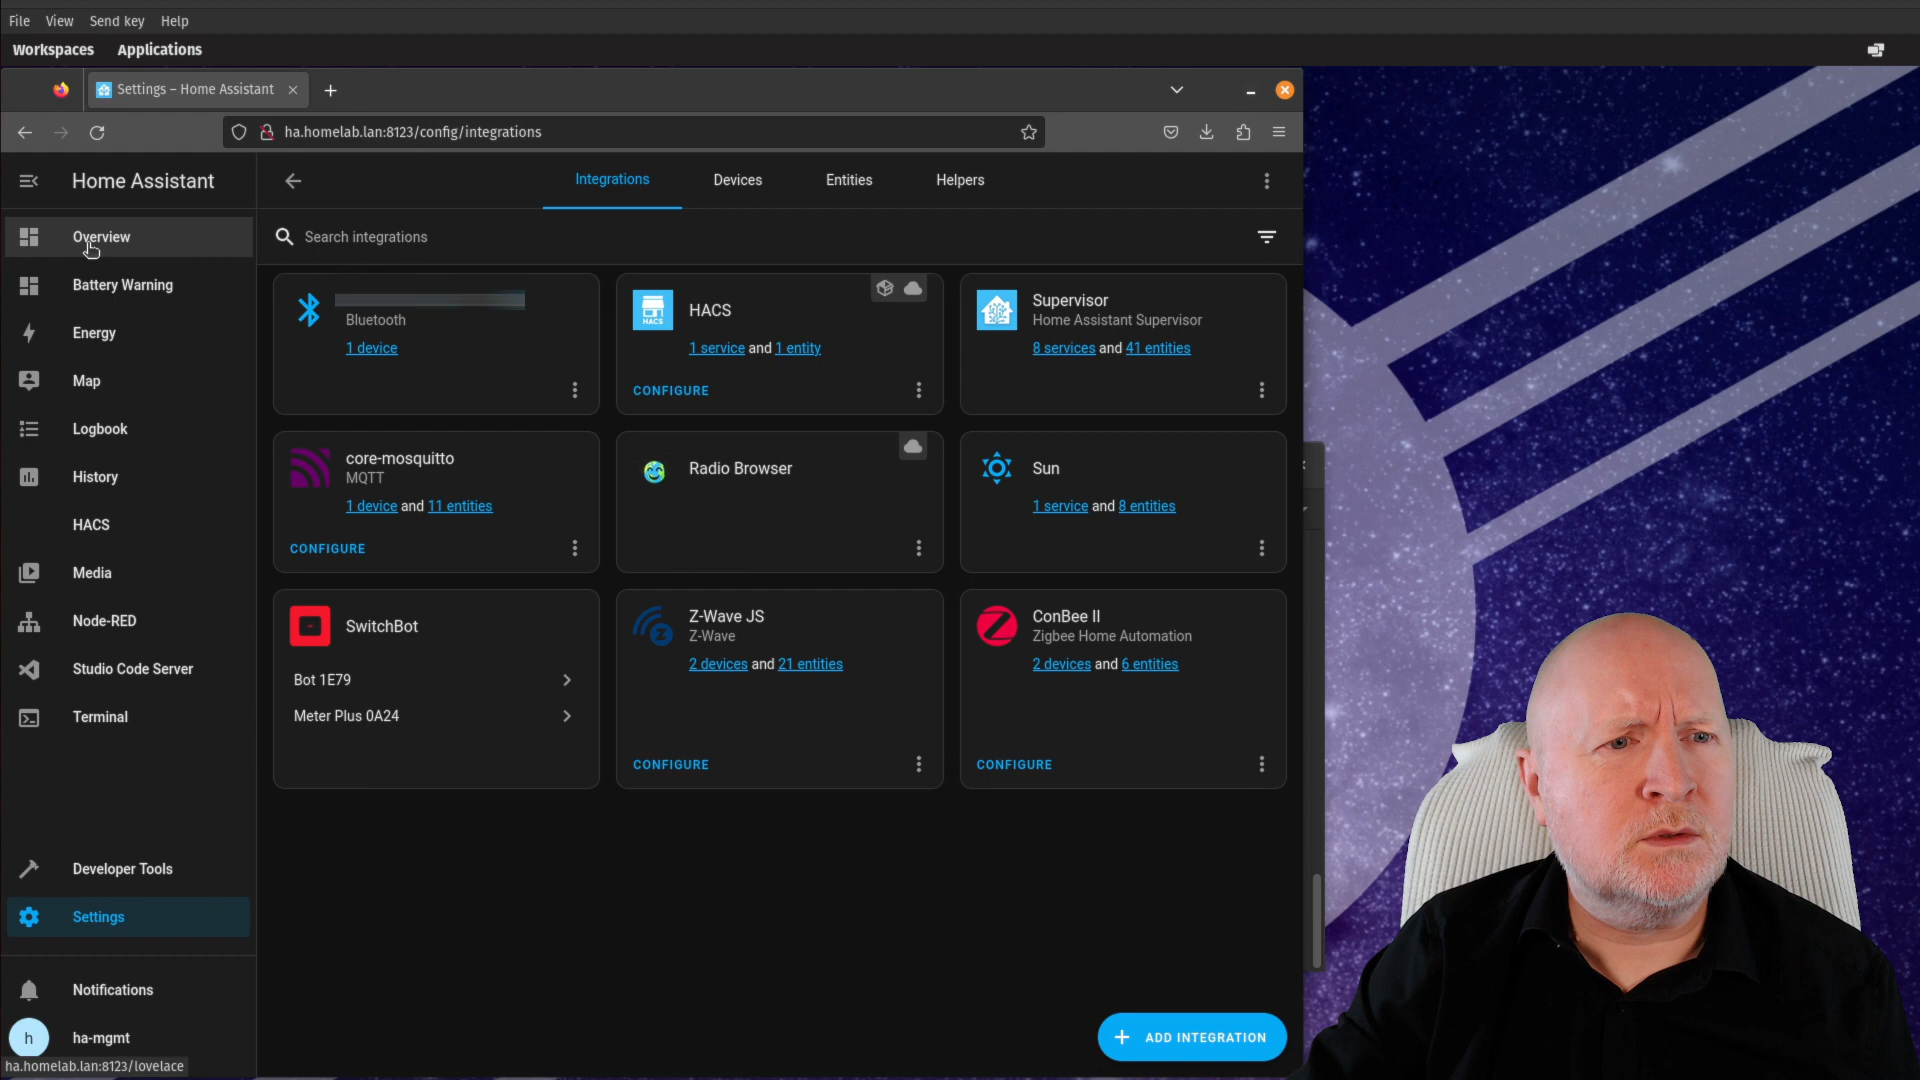 File View Send key Help
Workspaces Applications
Settings – Home Assistant
ha.homelab.lan:8123/config/integrations
Home Assistant
Integrations Devices Entities Helpers
Overview
Search integrations
Battery Warning
Energy
Map
Logbook
History
HACS
Media
Node-RED
Studio Code Server
Terminal
Developer Tools
Settings
Notifications
h ha-mgmt
ha.homelab.lan:8123/lovelace
Bluetooth
1 device
HACS
HACS
1 service and 1 entity
CONFIGURE
Supervisor
Home Assistant Supervisor
8 services and 41 entities
core-mosquitto
MQTT
1 device and 11 entities
CONFIGURE
Radio Browser
Sun
1 service and 8 entities
SwitchBot
Bot 1E79
Meter Plus 0A24
Z-Wave JS
Z-Wave
2 devices and 21 entities
CONFIGURE
ConBee II
Zigbee Home Automation
2 devices and 6 entities
CONFIGURE
ADD INTEGRATION